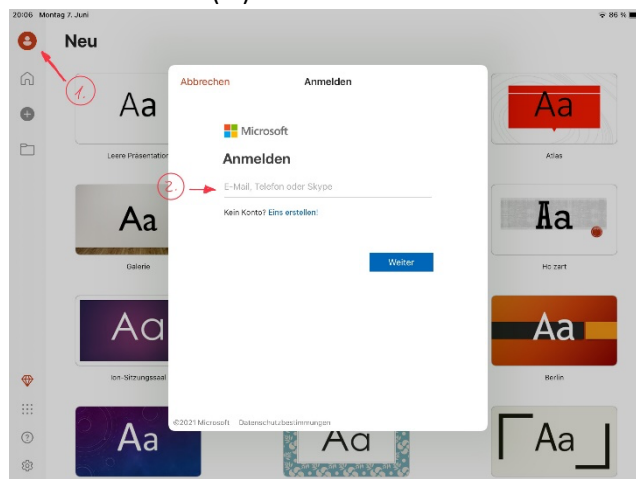 20:06 Montag 7. Juni
86 %
Neu
1.
Abbrechen
Anmelden
Microsoft
Anmelden
2.
E-Mail, Telefon oder Skype
Kein Konto? Eins erstellen!
Weiter
©2021 Microsoft Datenschutzbestimmungen
Aa
Aa
Leere Präsentation
Atlas
Aa
Aa
Galerie
Holzart
Aa
Aa
Ion-Sitzungssaal
Berlin
Aa
Aa
Aa